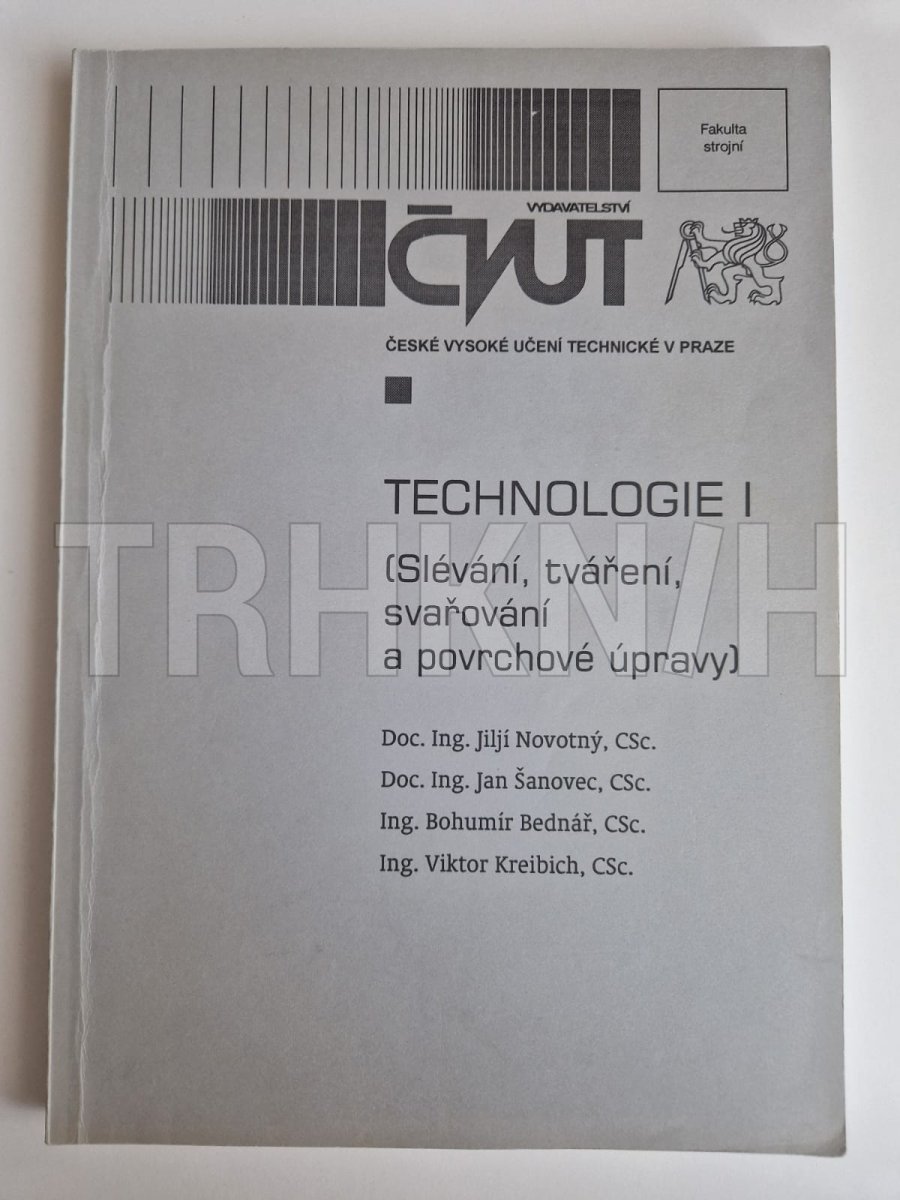 Fakulta
strojní
VYDAVATELSTVÍ
ČVUT
ČESKÉ VYSOKÉ UČENÍ TECHNICKÉ V PRAZE
TECHNOLOGIE I
(Slévání, tváření,
svařování
a povrchové úpravy)
TRHKNIH
Doc. Ing. Jiljí Novotný, CSc.
Doc. Ing. Jan Šanovec, CSc.
Ing. Bohumír Bednář, CSc.
Ing. Viktor Kreibich, CSc.